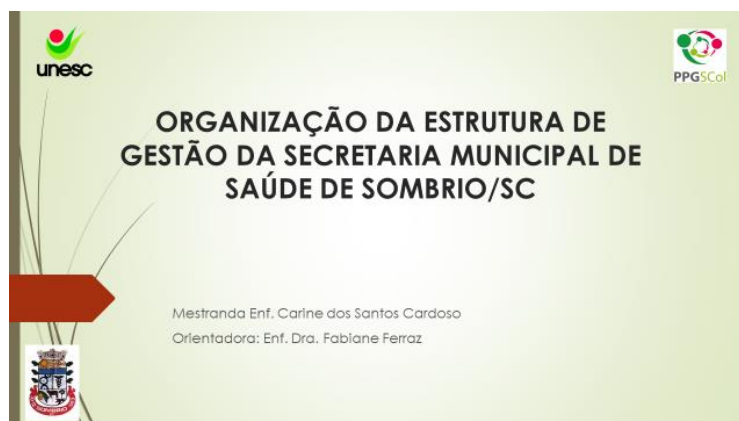 unesc
PPGSCol
ORGANIZAÇÃO DA ESTRUTURA DE
GESTÃO DA SECRETARIA MUNICIPAL DE
SAÚDE DE SOMBRIO/SC
Mestranda Enf. Carine dos Santos Cardoso
Orientadora: Enf. Dra. Fabiane Ferraz
SOMBRIO